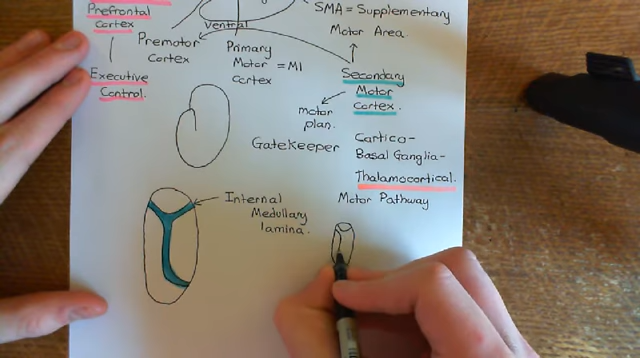 Prefrontal
Cortex
Executive
Control.
Ventral
Premotor
Cortex
Primary
Motor = M1
Cortex
SMA = Supplementary
Motor Area.
Secondary
Motor
Cortex.
Motor
plan.
Gatekeeper
Cortico-
Basal Ganglia-
Thalamocortical.
Motor Pathway
Internal
Medullary
lamina.